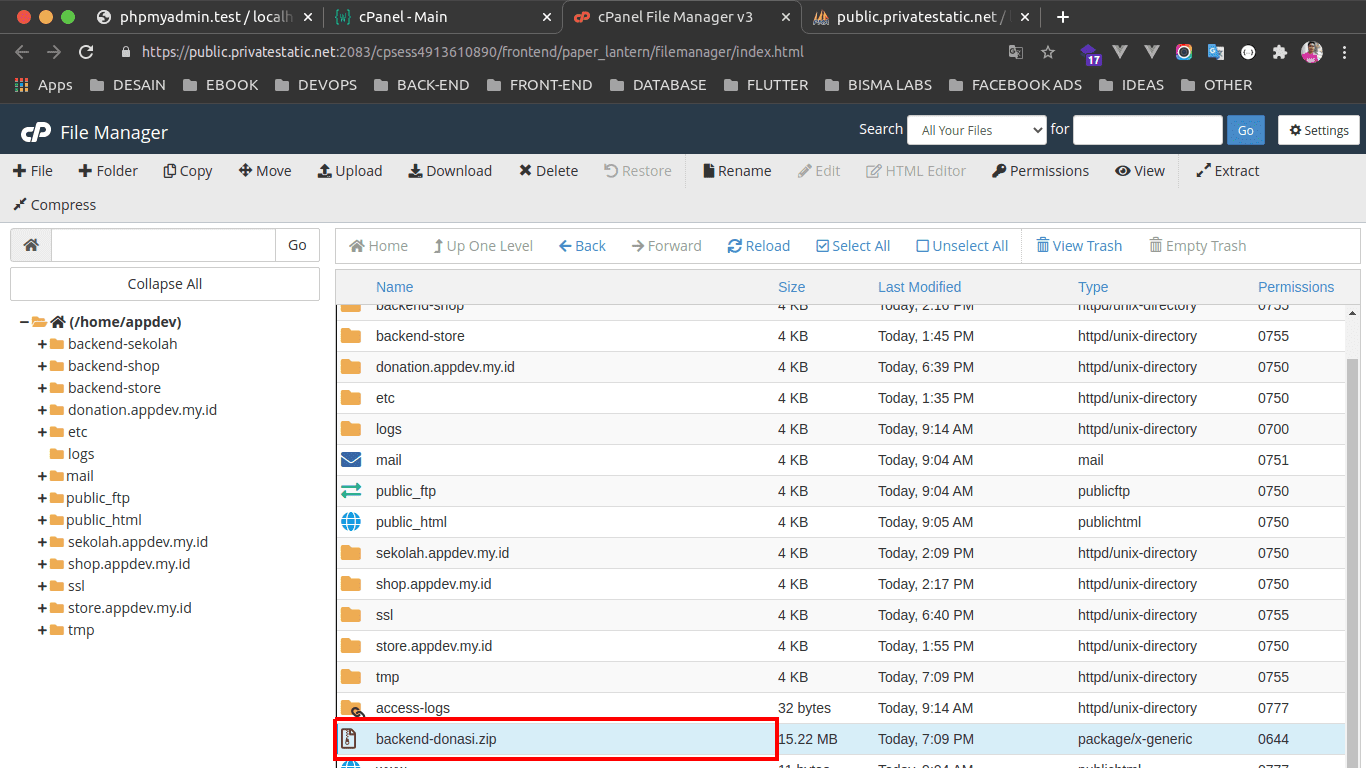 phpmyadmin.test / localh
cPanel - Main
cPanel File Manager v3
public.privatestatic.net /
https://public.privatestatic.net:2083/cpsess4913610890/frontend/paper_lantern/filemanager/index.html
17
Apps DESAIN EBOOK DEVOPS BACK-END FRONT-END DATABASE FLUTTER BISMA LABS FACEBOOK ADS IDEAS OTHER
cP File Manager
Search All Your Files for Go Settings
File Folder Copy Move Upload Download Delete Restore Rename Edit HTML Editor Permissions View Extract
Compress
Go
Collapse All
(/home/appdev)
backend-sekolah
backend-shop
backend-store
donation.appdev.my.id
etc
logs
mail
public_ftp
public_html
sekolah.appdev.my.id
shop.appdev.my.id
ssl
store.appdev.my.id
tmp
Home Up One Level Back Forward Reload Select All Unselect All View Trash Empty Trash
Name Size Last Modified Type Permissions
backend-shop 4 KB Today, 2:16 PM httpd/unix-directory 0755
backend-store 4 KB Today, 1:45 PM httpd/unix-directory 0755
donation.appdev.my.id 4 KB Today, 6:39 PM httpd/unix-directory 0750
etc 4 KB Today, 1:35 PM httpd/unix-directory 0750
logs 4 KB Today, 9:14 AM httpd/unix-directory 0700
mail 4 KB Today, 9:04 AM mail 0751
public_ftp 4 KB Today, 9:04 AM publicftp 0750
public_html 4 KB Today, 9:05 AM publichtml 0750
sekolah.appdev.my.id 4 KB Today, 2:09 PM httpd/unix-directory 0750
shop.appdev.my.id 4 KB Today, 2:17 PM httpd/unix-directory 0750
ssl 4 KB Today, 6:40 PM httpd/unix-directory 0755
store.appdev.my.id 4 KB Today, 1:55 PM httpd/unix-directory 0750
tmp 4 KB Today, 7:09 PM httpd/unix-directory 0755
access-logs 32 bytes Today, 9:14 AM httpd/unix-directory 0777
backend-donasi.zip 15.22 MB Today, 7:09 PM package/x-generic 0644
www 11 bytes Today, 9:04 AM publichtml 0777